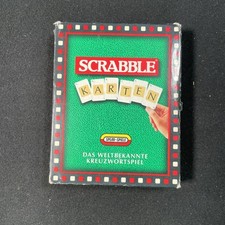 SCRABBLE
KARTEN
DAS WELTBEKANNTE
KREUZWORTSPIEL